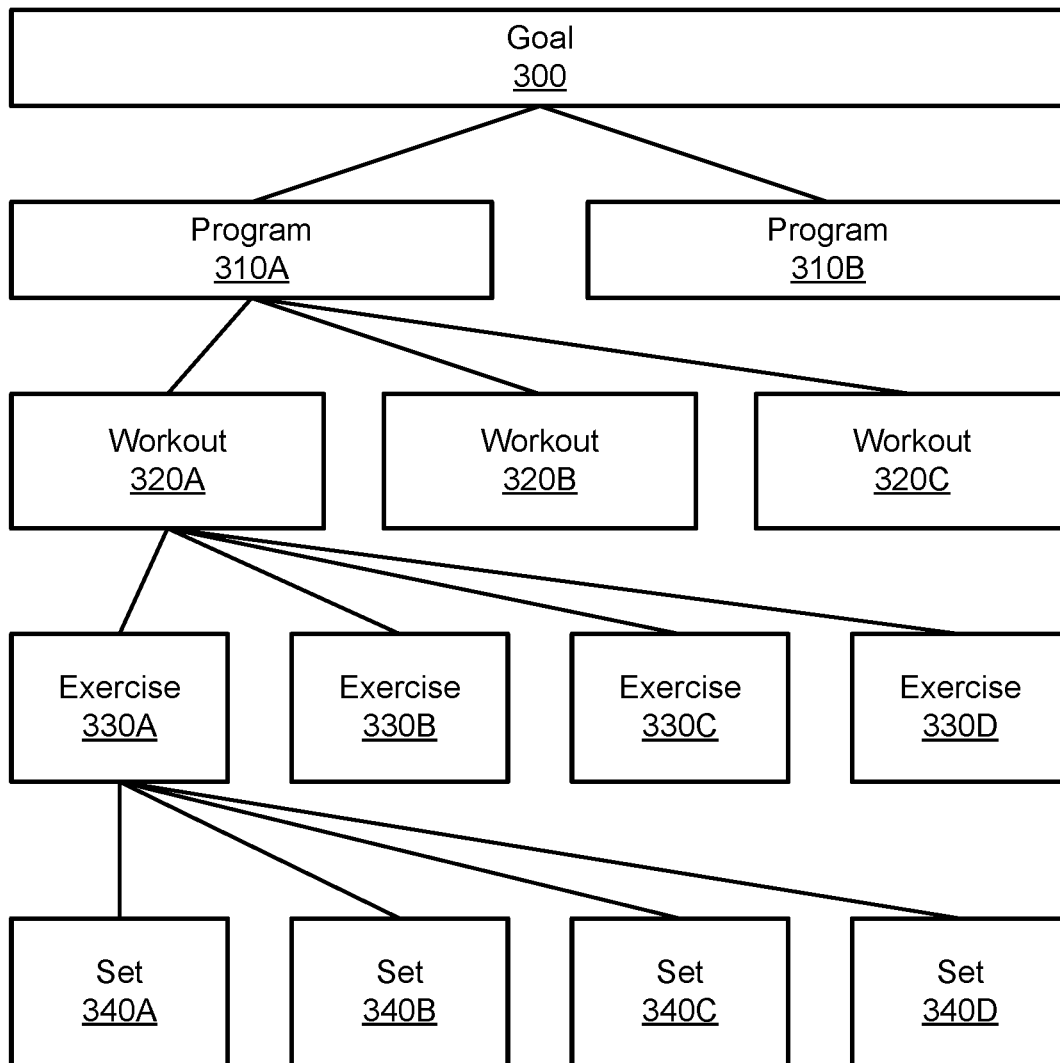 Goal
300
Program
310A
Program
310B
Workout
320A
Workout
320B
Workout
320C
Exercise
330A
Exercise
330B
Exercise
330C
Exercise
330D
Set
340A
Set
340B
Set
340C
Set
340D